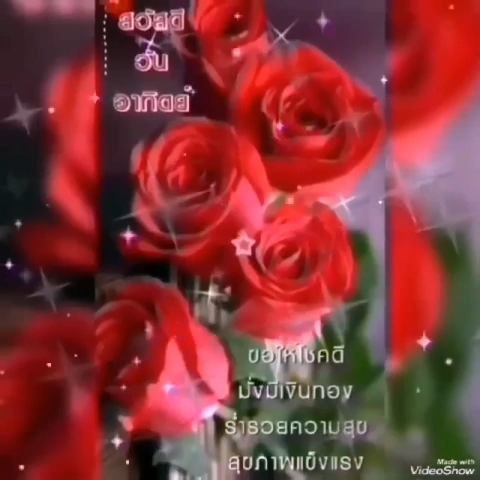 สวัสดี
วัน
อาทิตย์
ขอให้โชคดี
มั่งมีเงินทอง
ร่ำรวยความสุข
สุขภาพแข็งแรง
Made with
VideoShow